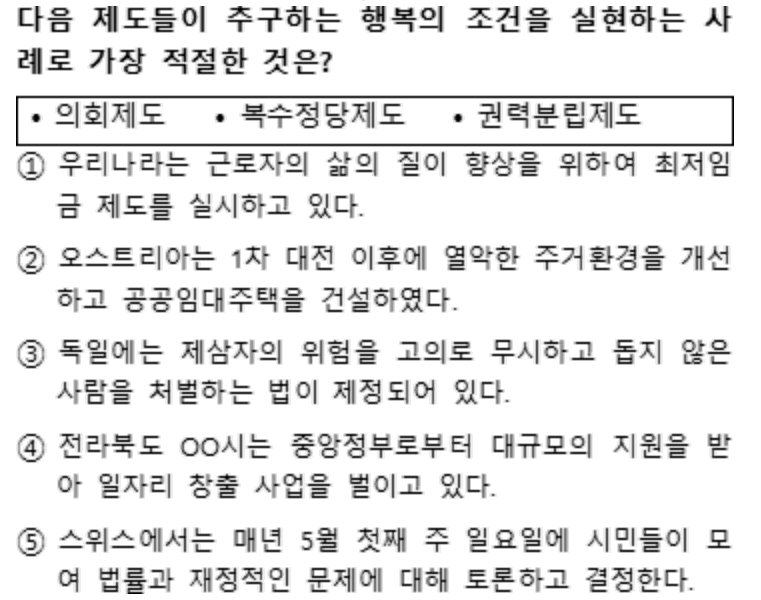 다음 제도들이 추구하는 행복의 조건을 실현하는 사
례로 가장 적절한 것은?
• 의회제도 • 복수정당제도 • 권력분립제도
① 우리나라는 근로자의 삶의 질이 향상을 위하여 최저임
금 제도를 실시하고 있다.
② 오스트리아는 1차 대전 이후에 열악한 주거환경을 개선
하고 공공임대주택을 건설하였다.
③ 독일에는 제삼자의 위험을 고의로 무시하고 돕지 않은
사람을 처벌하는 법이 제정되어 있다.
④ 전라북도 OO시는 중앙정부로부터 대규모의 지원을 받
아 일자리 창출 사업을 벌이고 있다.
⑤ 스위스에서는 매년 5월 첫째 주 일요일에 시민들이 모
여 법률과 재정적인 문제에 대해 토론하고 결정한다.